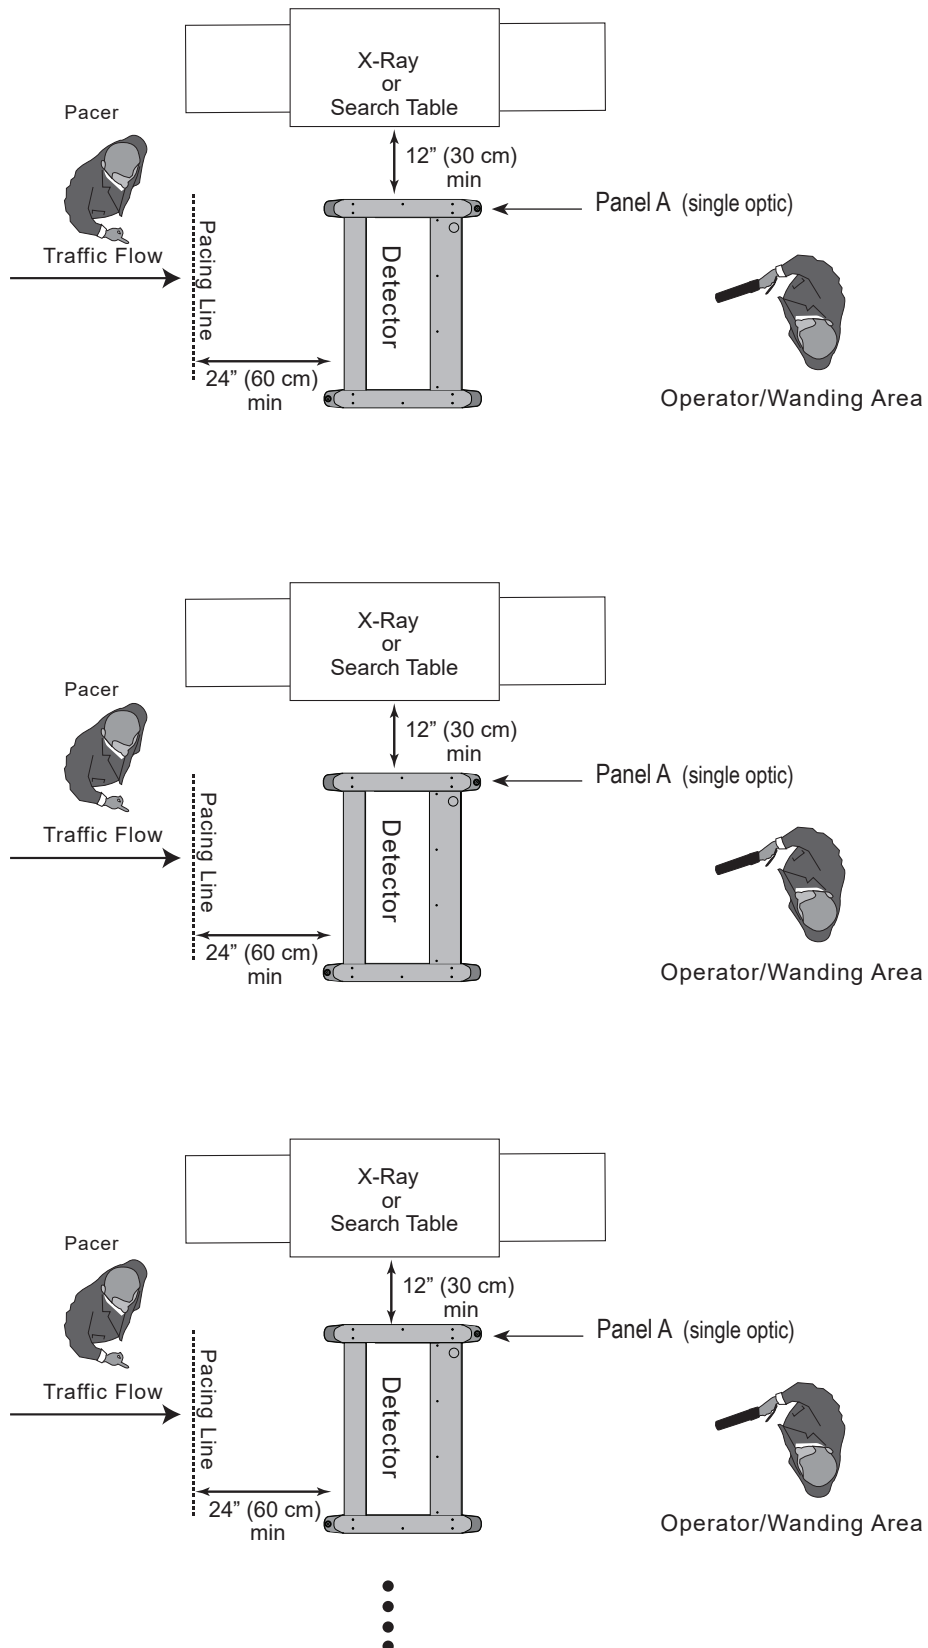 X-Ray
or
Search Table
Pacer
12” (30 cm)
min
Panel A (single optic)
Traffic Flow
Pacing Line
Detector
24” (60 cm)
min
Operator/Wanding Area
X-Ray
or
Search Table
Pacer
12” (30 cm)
min
Panel A (single optic)
Traffic Flow
Pacing Line
Detector
24” (60 cm)
min
Operator/Wanding Area
X-Ray
or
Search Table
Pacer
12” (30 cm)
min
Panel A (single optic)
Traffic Flow
Pacing Line
Detector
24” (60 cm)
min
Operator/Wanding Area